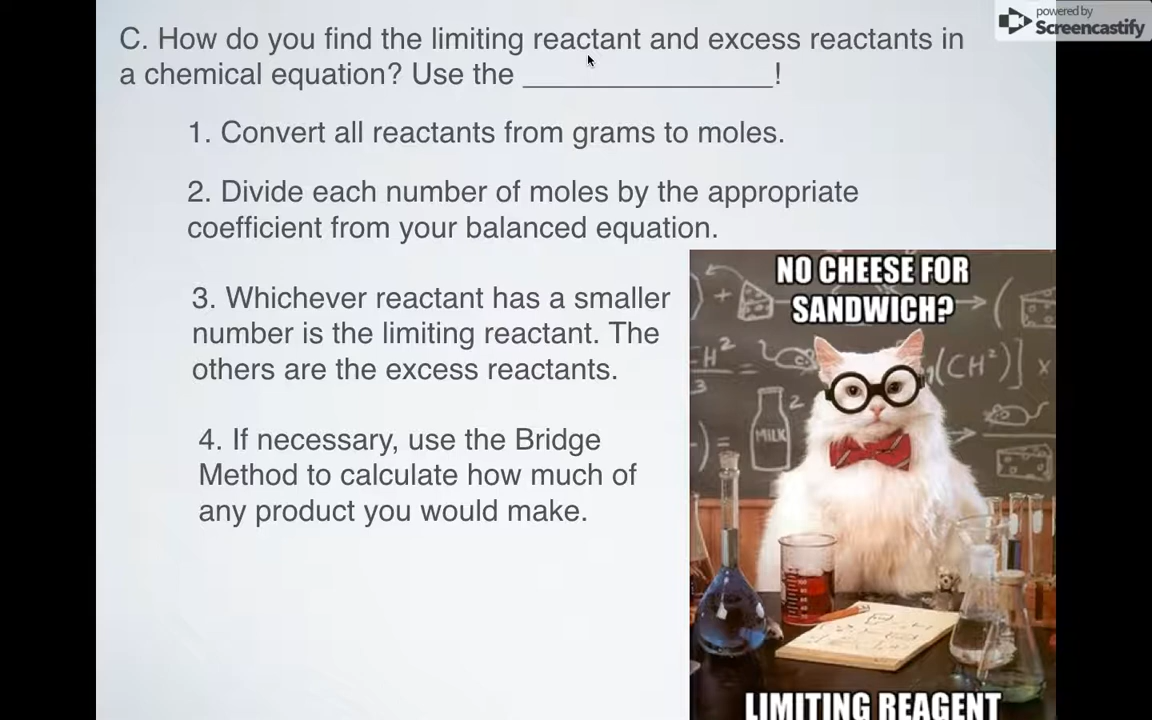 powered by
Screencastify
C. How do you find the limiting reactant and excess reactants in
a chemical equation? Use the _______________!
1. Convert all reactants from grams to moles.
2. Divide each number of moles by the appropriate
coefficient from your balanced equation.
3. Whichever reactant has a smaller
number is the limiting reactant. The
others are the excess reactants.
4. If necessary, use the Bridge
Method to calculate how much of
any product you would make.
NO CHEESE FOR
SANDWICH?
(CH²)] x
MILK
2
LIMITING REAGENT